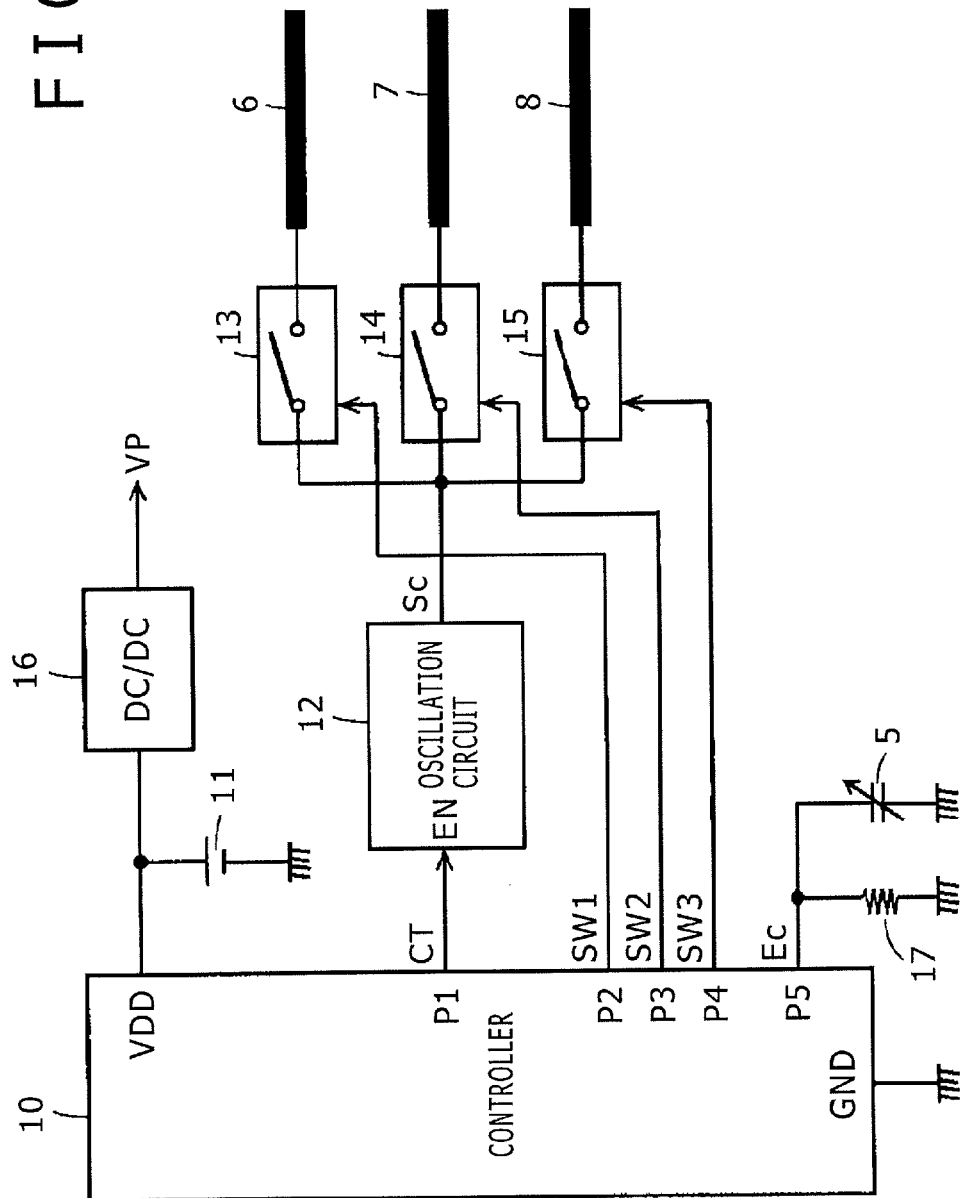 FIG
10
16
VDD
DC/DC
VP
11
13
6
12
14
7
CT
Sc
P1
EN
OSCILLATION
CIRCUIT
15
8
CONTROLLER
SW1
P2
SW2
P3
SW3
P4
Ec
P5
GND
17
5